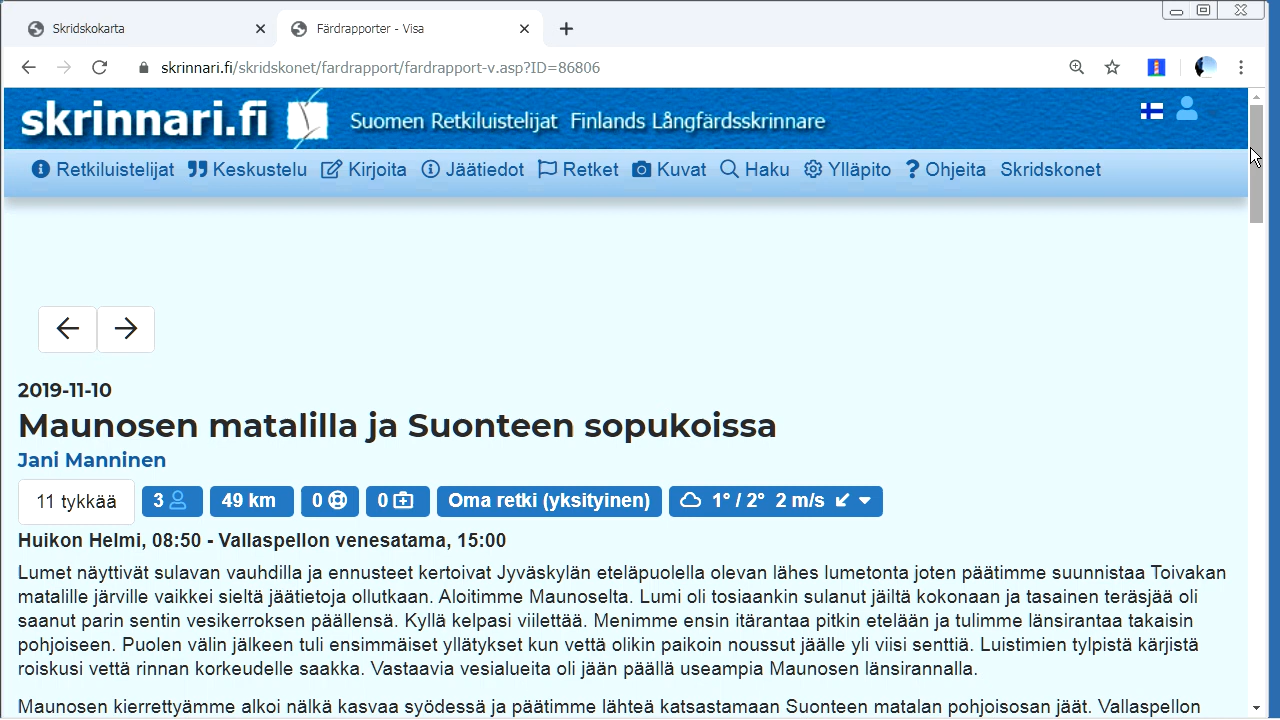 Skridskokarta
Färdrapporter - Visa
skrinnari.fi/skridskonet/fardrapport/fardrapport-v.asp?ID=86806
skrinnari.fi Suomen Retkiluistelijat Finlands Långfärdsskrinnare
Retkiluistelijat Keskustelu Kirjoita Jäätiedot Retket Kuvat Haku Ylläpito Ohjeita Skridskonet
2019-11-10
Maunosen matalilla ja Suonteen sopukoissa
Jani Manninen
11 tykkää 3 49 km 0 0 Oma retki (yksityinen) 1° / 2° 2 m/s
Huikon Helmi, 08:50 - Vallaspellon venesatama, 15:00
Lumet näyttivät sulavan vauhdilla ja ennusteet kertoivat Jyväskylän eteläpuolella olevan lähes lumetonta joten päätimme suunnistaa Toivakan
matalille järville vaikkei sieltä jäätietoja ollutkaan. Aloitimme Maunoselta. Lumi oli tosiaankin sulanut jäiltä kokonaan ja tasainen teräsjää oli
saanut parin sentin vesikerroksen päällensä. Kyllä kelpasi viilettää. Menimme ensin itärantaa pitkin etelään ja tulimme länsirantaa takaisin
pohjoiseen. Puolen välin jälkeen tuli ensimmäiset yllätykset kun vettä olikin paikoin noussut jäälle yli viisi senttiä. Luistimien tylpistä kärjistä
roiskusi vettä rinnan korkeudelle saakka. Vastaavia vesialueita oli jään päällä useampia Maunosen länsirannalla.
Maunosen kierrettyämme alkoi nälkä kasvaa syödessä ja päätimme lähteä katsastamaan Suonteen matalan pohjoisosan jäät. Vallaspellon